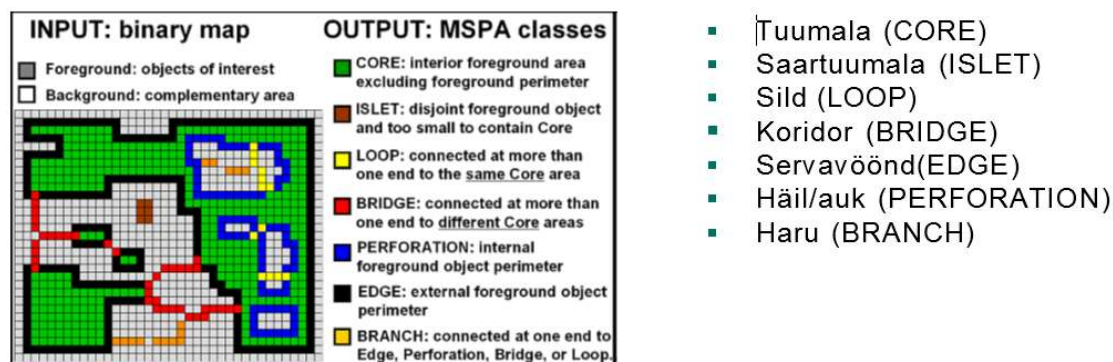 INPUT: binary map
Foreground: objects of interest
Background: complementary area
OUTPUT: MSPA classes
CORE: interior foreground area
excluding foreground perimeter
ISLET: disjoint foreground object
and too small to contain Core
LOOP: connected at more than
one end to the same Core area
BRIDGE: connected at more than
one end to different Core areas
PERFORATION: internal
foreground object perimeter
EDGE: external foreground object
perimeter
BRANCH: connected at one end to
Edge, Perforation, Bridge, or Loop.
Tuumala (CORE)
Saartuumala (ISLET)
Sild (LOOP)
Koridor (BRIDGE)
Servavöönd(EDGE)
Häil/auk (PERFORATION)
Haru (BRANCH)